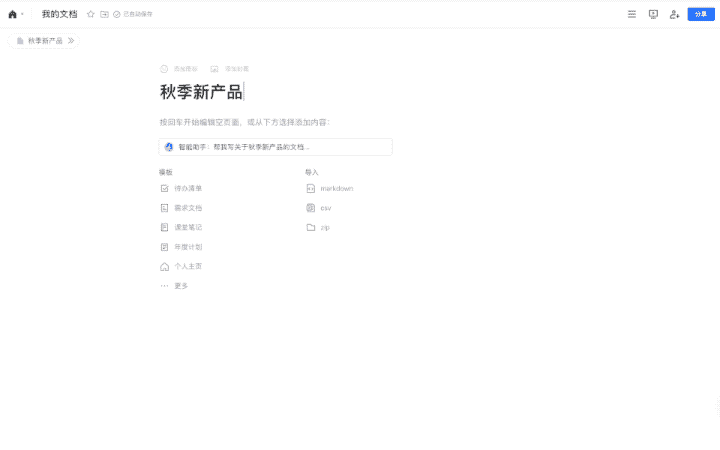 我的文档 已自动保存 分享
秋季新产品
添加图标 添加封面
秋季新产品
按回车开始编辑空页面，或从下方选择添加内容：
智能助手：帮我写关于秋季新产品的文档...
模板 导入
待办清单 markdown
需求文档 csv
课堂笔记 zip
年度计划
个人主页
更多